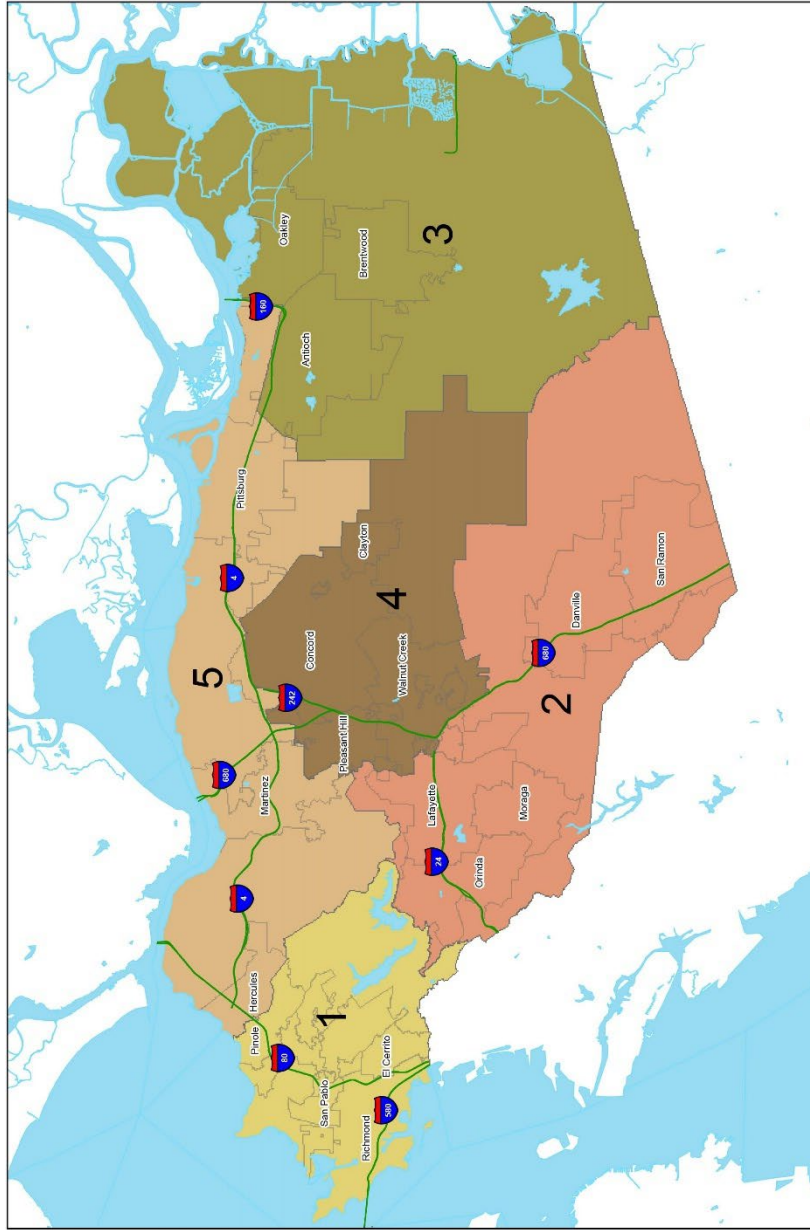 5
680
4
4
Pittsburg
Hercules
Pinole
160
Martinez
80
Oakley
242
Antioch
Concord
San Pablo
1
Pleasant Hill
Clayton
Brentwood
Richmond
El Cerrito
580
4
Walnut Creek
Lafayette
24
3
Orinda
Moraga
680
2
Danville
San Ramon